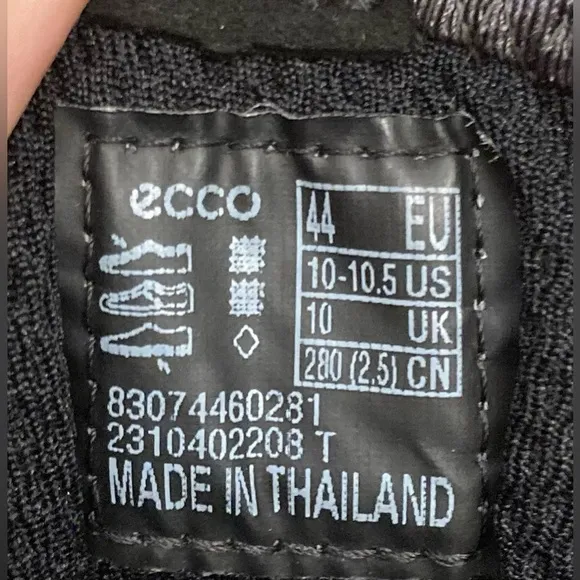 ecco
44 EU
10-10.5 US
10 UK
280 (2.5) CN
83074460281
2310402208 T
MADE IN THAILAND